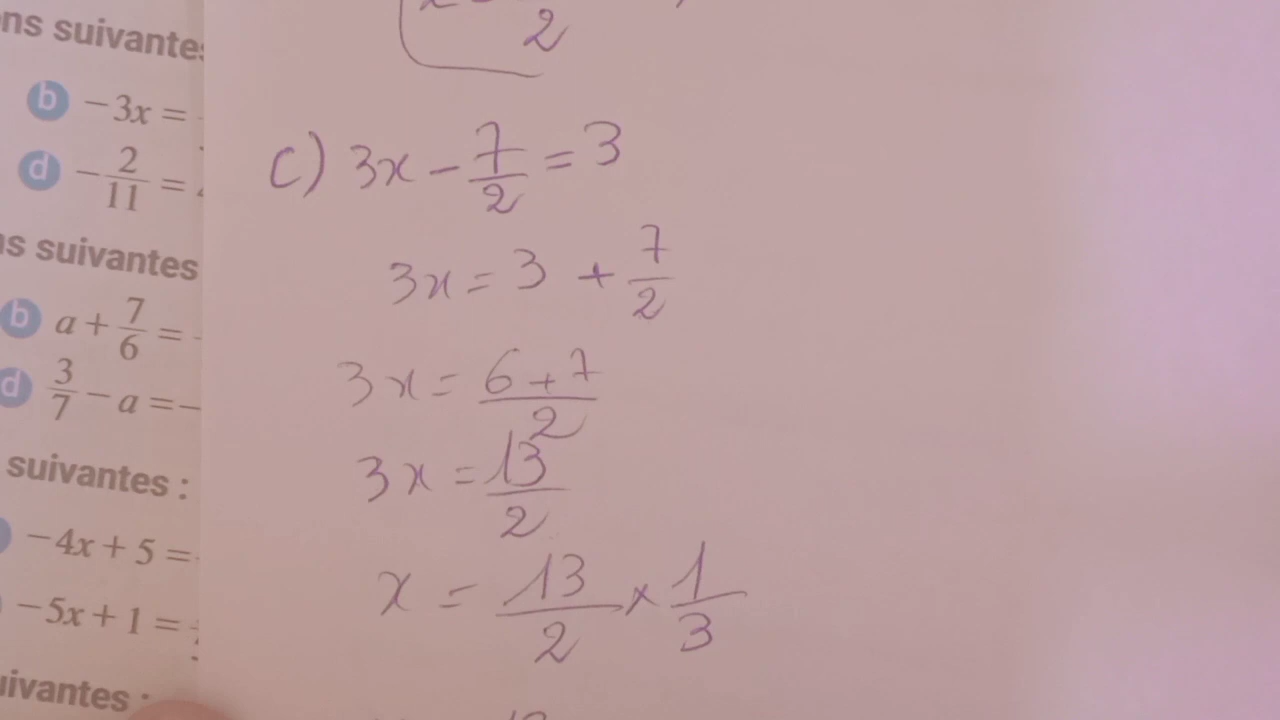 ns suivantes
b -3x =
d -2/11 =
ns suivantes
b a + 7/6 = -
d 3/7 - a = -
suivantes :
-4x + 5 =
-5x + 1 =
uivantes :
2
c) 3x - 7/2 = 3
3x = 3 + 7/2
3x = 6+7/2
3x = 13/2
x = 13/2 × 1/3